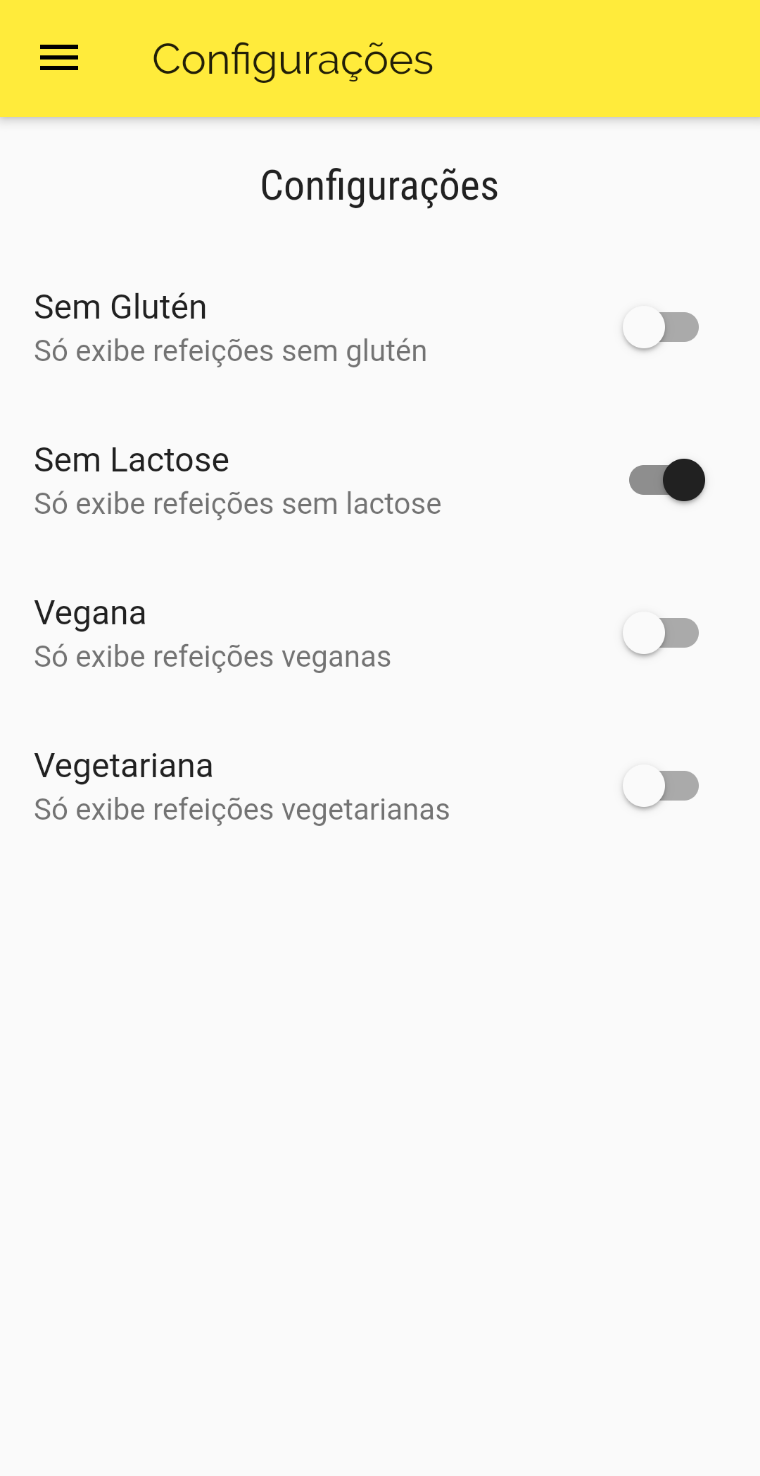 Configurações
Configurações
Sem Glutén
Só exibe refeições sem glutén
Sem Lactose
Só exibe refeições sem lactose
Vegana
Só exibe refeições veganas
Vegetariana
Só exibe refeições vegetarianas